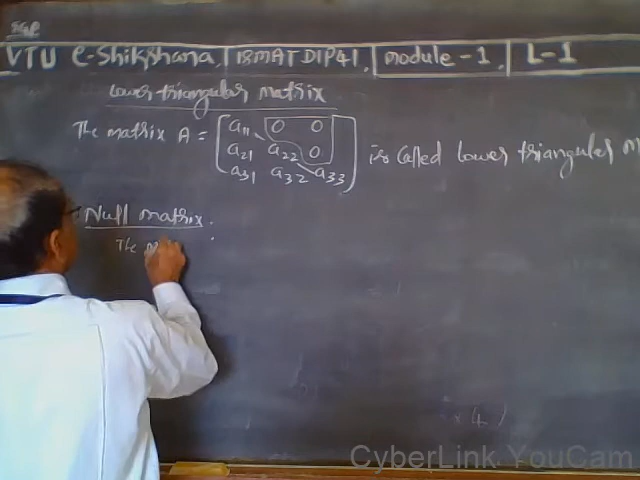 VTU e-Shikshana, 18MATDIP41, module-1, L-1
Lower triangular matrix
The matrix A = [ a11 0 0
a21 a22 0
a31 a32 a33 ] is called lower triangular m
Null matrix:
The m
CyberLink YouCam